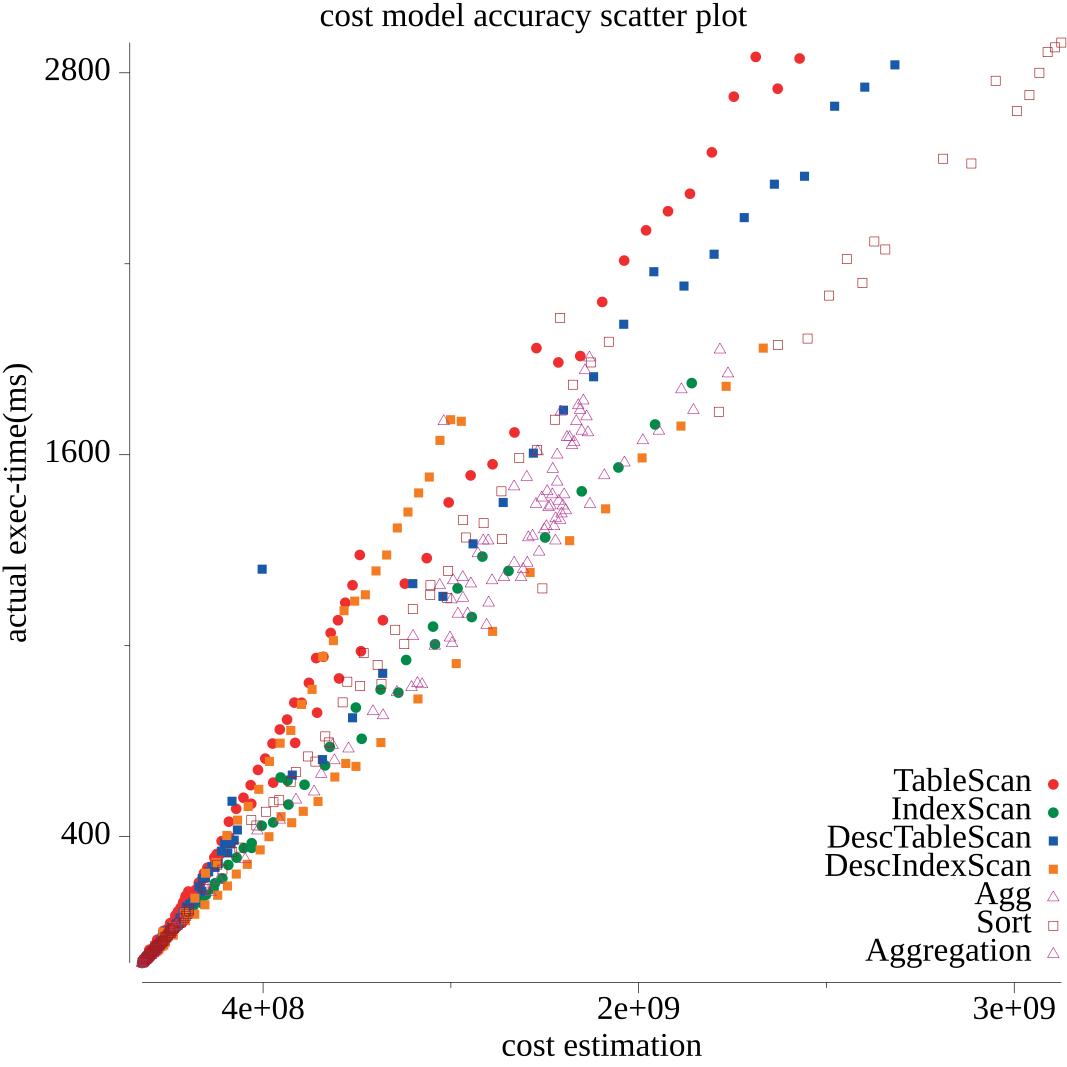 cost model accuracy scatter plot
2800
1600
400
actual exec-time(ms)
TableScan
IndexScan
DescTableScan
DescIndexScan
Agg
Sort
Aggregation
4e+08
2e+09
3e+09
cost estimation